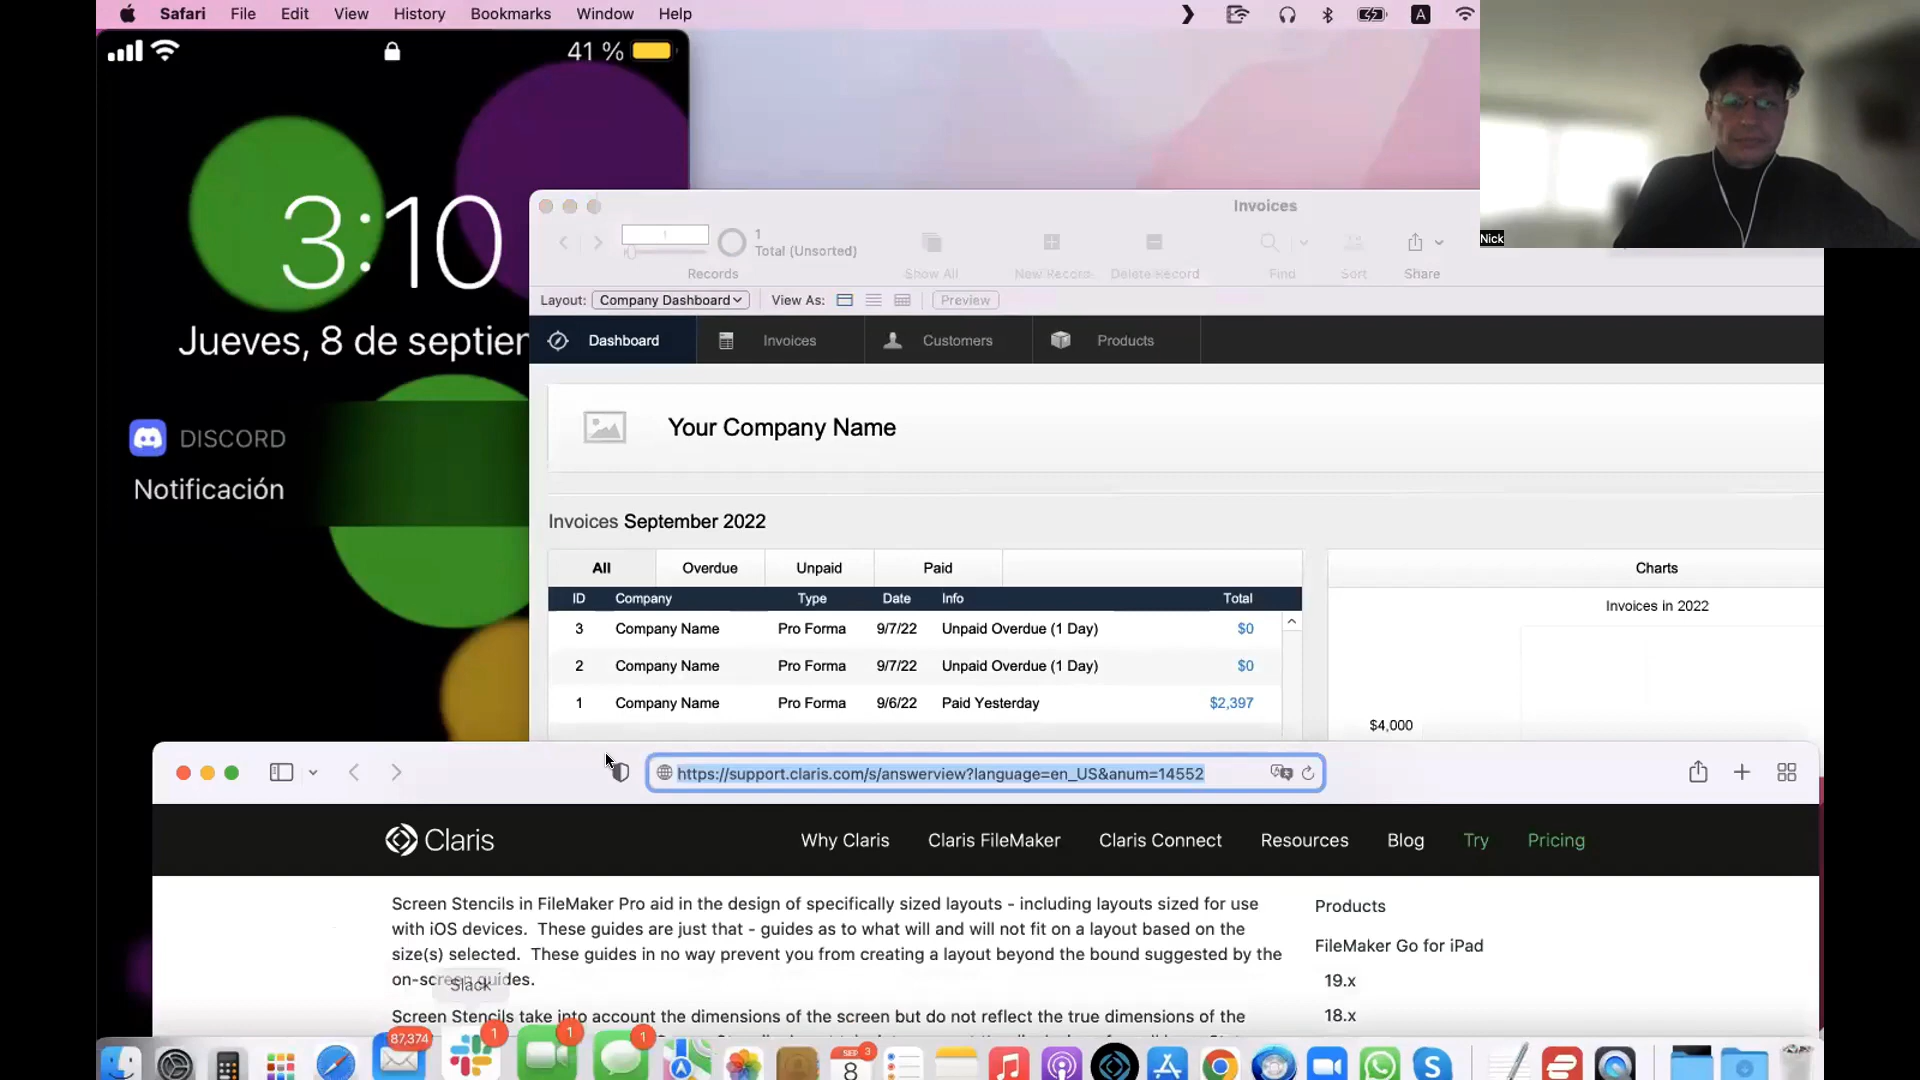 Safari File Edit View History Bookmarks Window Help
A
41 %
3:10
Jueves, 8 de septien
DISCORD
Notificación
Nick
Invoices
1
1
Total (Unsorted)
Records
Show All
New Record
Delete Record
Find
Sort
Share
Layout: Company Dashboard View As: Preview
Dashboard Invoices Customers Products
Your Company Name
Invoices September 2022
All Overdue Unpaid Paid
ID Company Type Date Info Total
3 Company Name Pro Forma 9/7/22 Unpaid Overdue (1 Day) $0
2 Company Name Pro Forma 9/7/22 Unpaid Overdue (1 Day) $0
1 Company Name Pro Forma 9/6/22 Paid Yesterday $2,397
Charts
Invoices in 2022
$4,000
https://support.claris.com/s/answerview?language=en_US&anum=14552
Claris
Why Claris Claris FileMaker Claris Connect Resources Blog Try Pricing
Screen Stencils in FileMaker Pro aid in the design of specifically sized layouts - including layouts sized for use
with iOS devices. These guides are just that - guides as to what will and will not fit on a layout based on the
size(s) selected. These guides in no way prevent you from creating a layout beyond the bound suggested by the
on-screen guides.
Screen Stencils take into account the dimensions of the screen but do not reflect the true dimensions of the
Products
FileMaker Go for iPad
19.x
18.x
Slack
87,374
1
1
1
SEP
3
8